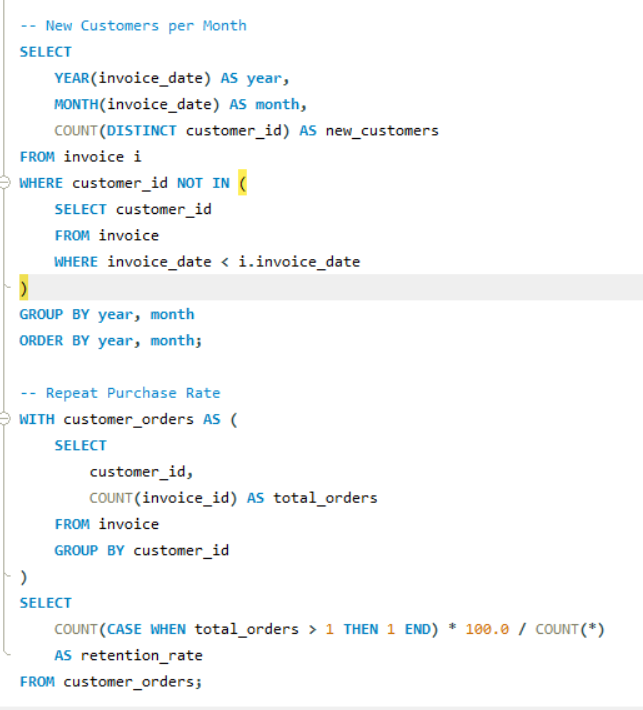 -- New Customers per Month
SELECT
    YEAR(invoice_date) AS year,
    MONTH(invoice_date) AS month,
    COUNT(DISTINCT customer_id) AS new_customers
FROM invoice i
WHERE customer_id NOT IN (
    SELECT customer_id
    FROM invoice
    WHERE invoice_date < i.invoice_date
)
GROUP BY year, month
ORDER BY year, month;

-- Repeat Purchase Rate
WITH customer_orders AS (
    SELECT
        customer_id,
        COUNT(invoice_id) AS total_orders
    FROM invoice
    GROUP BY customer_id
)
SELECT
    COUNT(CASE WHEN total_orders > 1 THEN 1 END) * 100.0 / COUNT(*)
    AS retention_rate
FROM customer_orders;